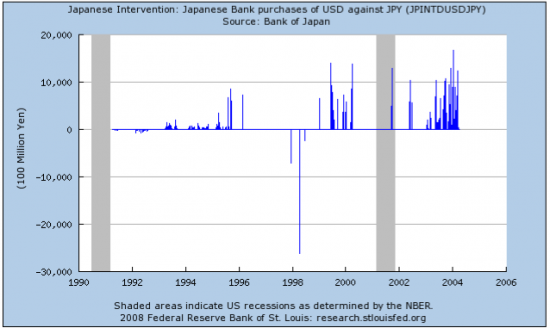 Japanese Intervention: Japanese Bank purchases of USD against JPY (JPINTDUSDJPY)
Source: Bank of Japan
(100 Million Yen)
20,000
10,000
0
-10,000
-20,000
-30,000
1990 1992 1994 1996 1998 2000 2002 2004 2006
Shaded areas indicate US recessions as determined by the NBER.
2008 Federal Reserve Bank of St. Louis: research.stlouisfed.org